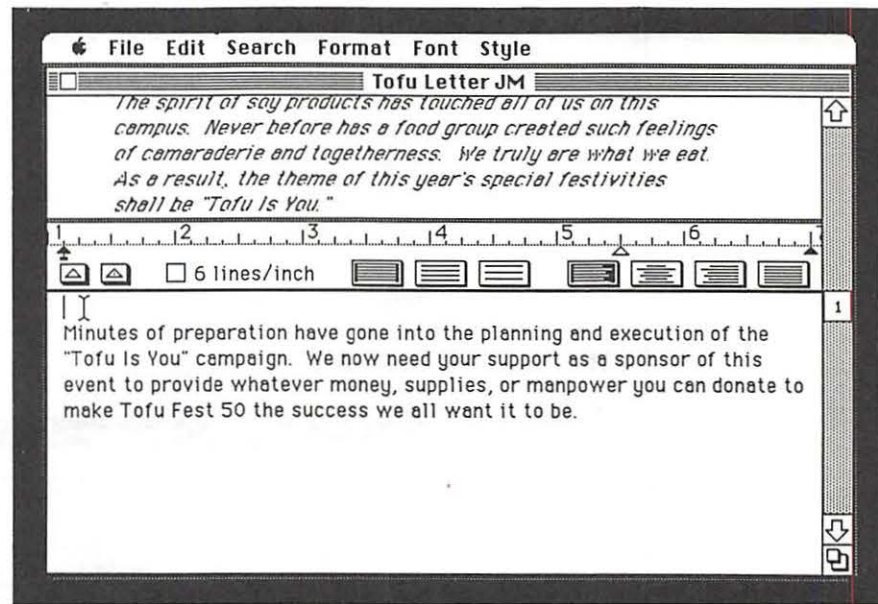 File Edit Search Format Font Style
Tofu Letter JM
The spirit of soy products has touched all of us on this
campus. Never before has a food group created such feelings
of camaraderie and togetherness. We truly are what we eat.
As a result, the theme of this year's special festivities
shall be "Tofu Is You."
1 2 3 4 5 6 7
6 lines/inch
1
Minutes of preparation have gone into the planning and execution of the
"Tofu Is You" campaign. We now need your support as a sponsor of this
event to provide whatever money, supplies, or manpower you can donate to
make Tofu Fest 50 the success we all want it to be.